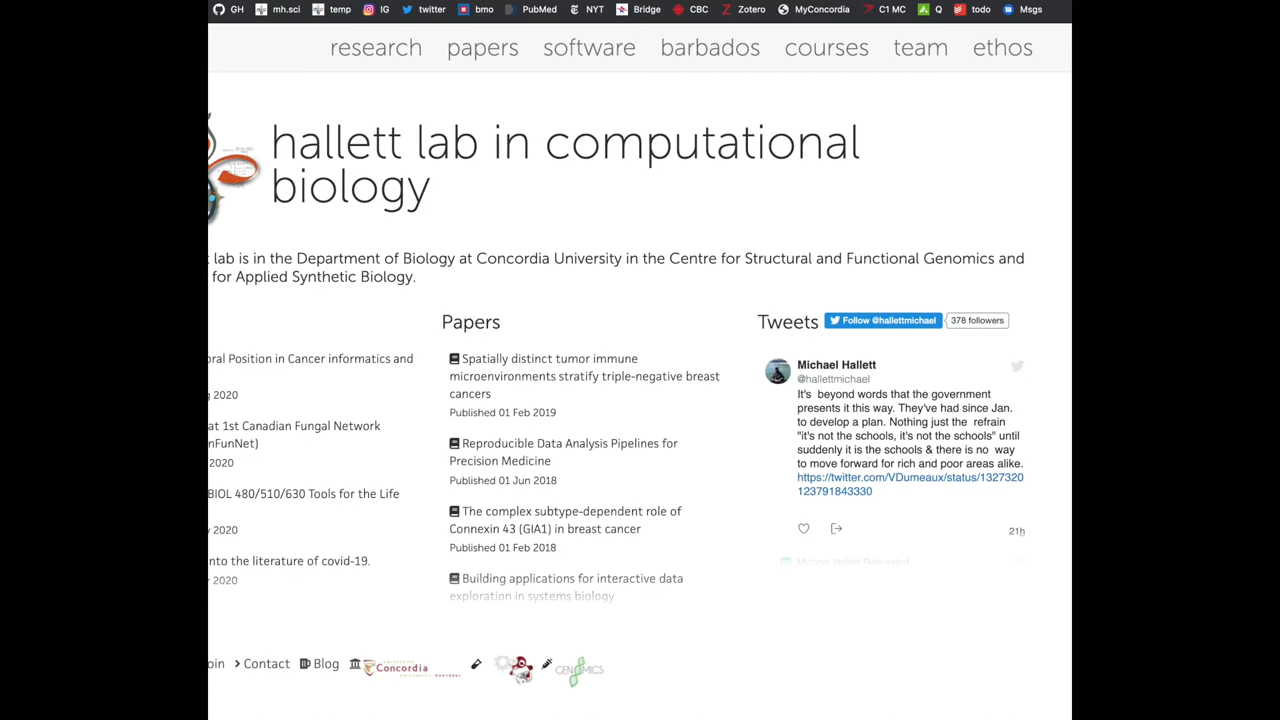 GH mh.sci temp IG twitter bmo PubMed NYT Bridge CBC Zotero MyConcordia C1 MC Q todo Msgs
research papers software barbados courses team ethos
hallett lab in computational
biology
lab is in the Department of Biology at Concordia University in the Centre for Structural and Functional Genomics and
for Applied Synthetic Biology.
Papers
Tweets Follow @hallettmichael 378 followers
oral Position in Cancer informatics and
2020
at 1st Canadian Fungal Network
nFunNet)
2020
BIOL 480/510/630 Tools for the Life
2020
nto the literature of covid-19.
2020
Spatially distinct tumor immune
microenvironments stratify triple-negative breast
cancers
Published 01 Feb 2019
Reproducible Data Analysis Pipelines for
Precision Medicine
Published 01 Jun 2018
The complex subtype-dependent role of
Connexin 43 (GIA1) in breast cancer
Published 01 Feb 2018
Building applications for interactive data
exploration in systems biology
Michael Hallett
@hallettmichael
It's beyond words that the government
presents it this way. They've had since Jan.
to develop a plan. Nothing just the refrain
"it's not the schools, it's not the schools" until
suddenly it is the schools & there is no way
to move forward for rich and poor areas alike.
https://twitter.com/VDumeaux/status/1327320
123791843330
21h
Michael Hallett Retweeted
oin Contact Blog Concordia GENOMICS